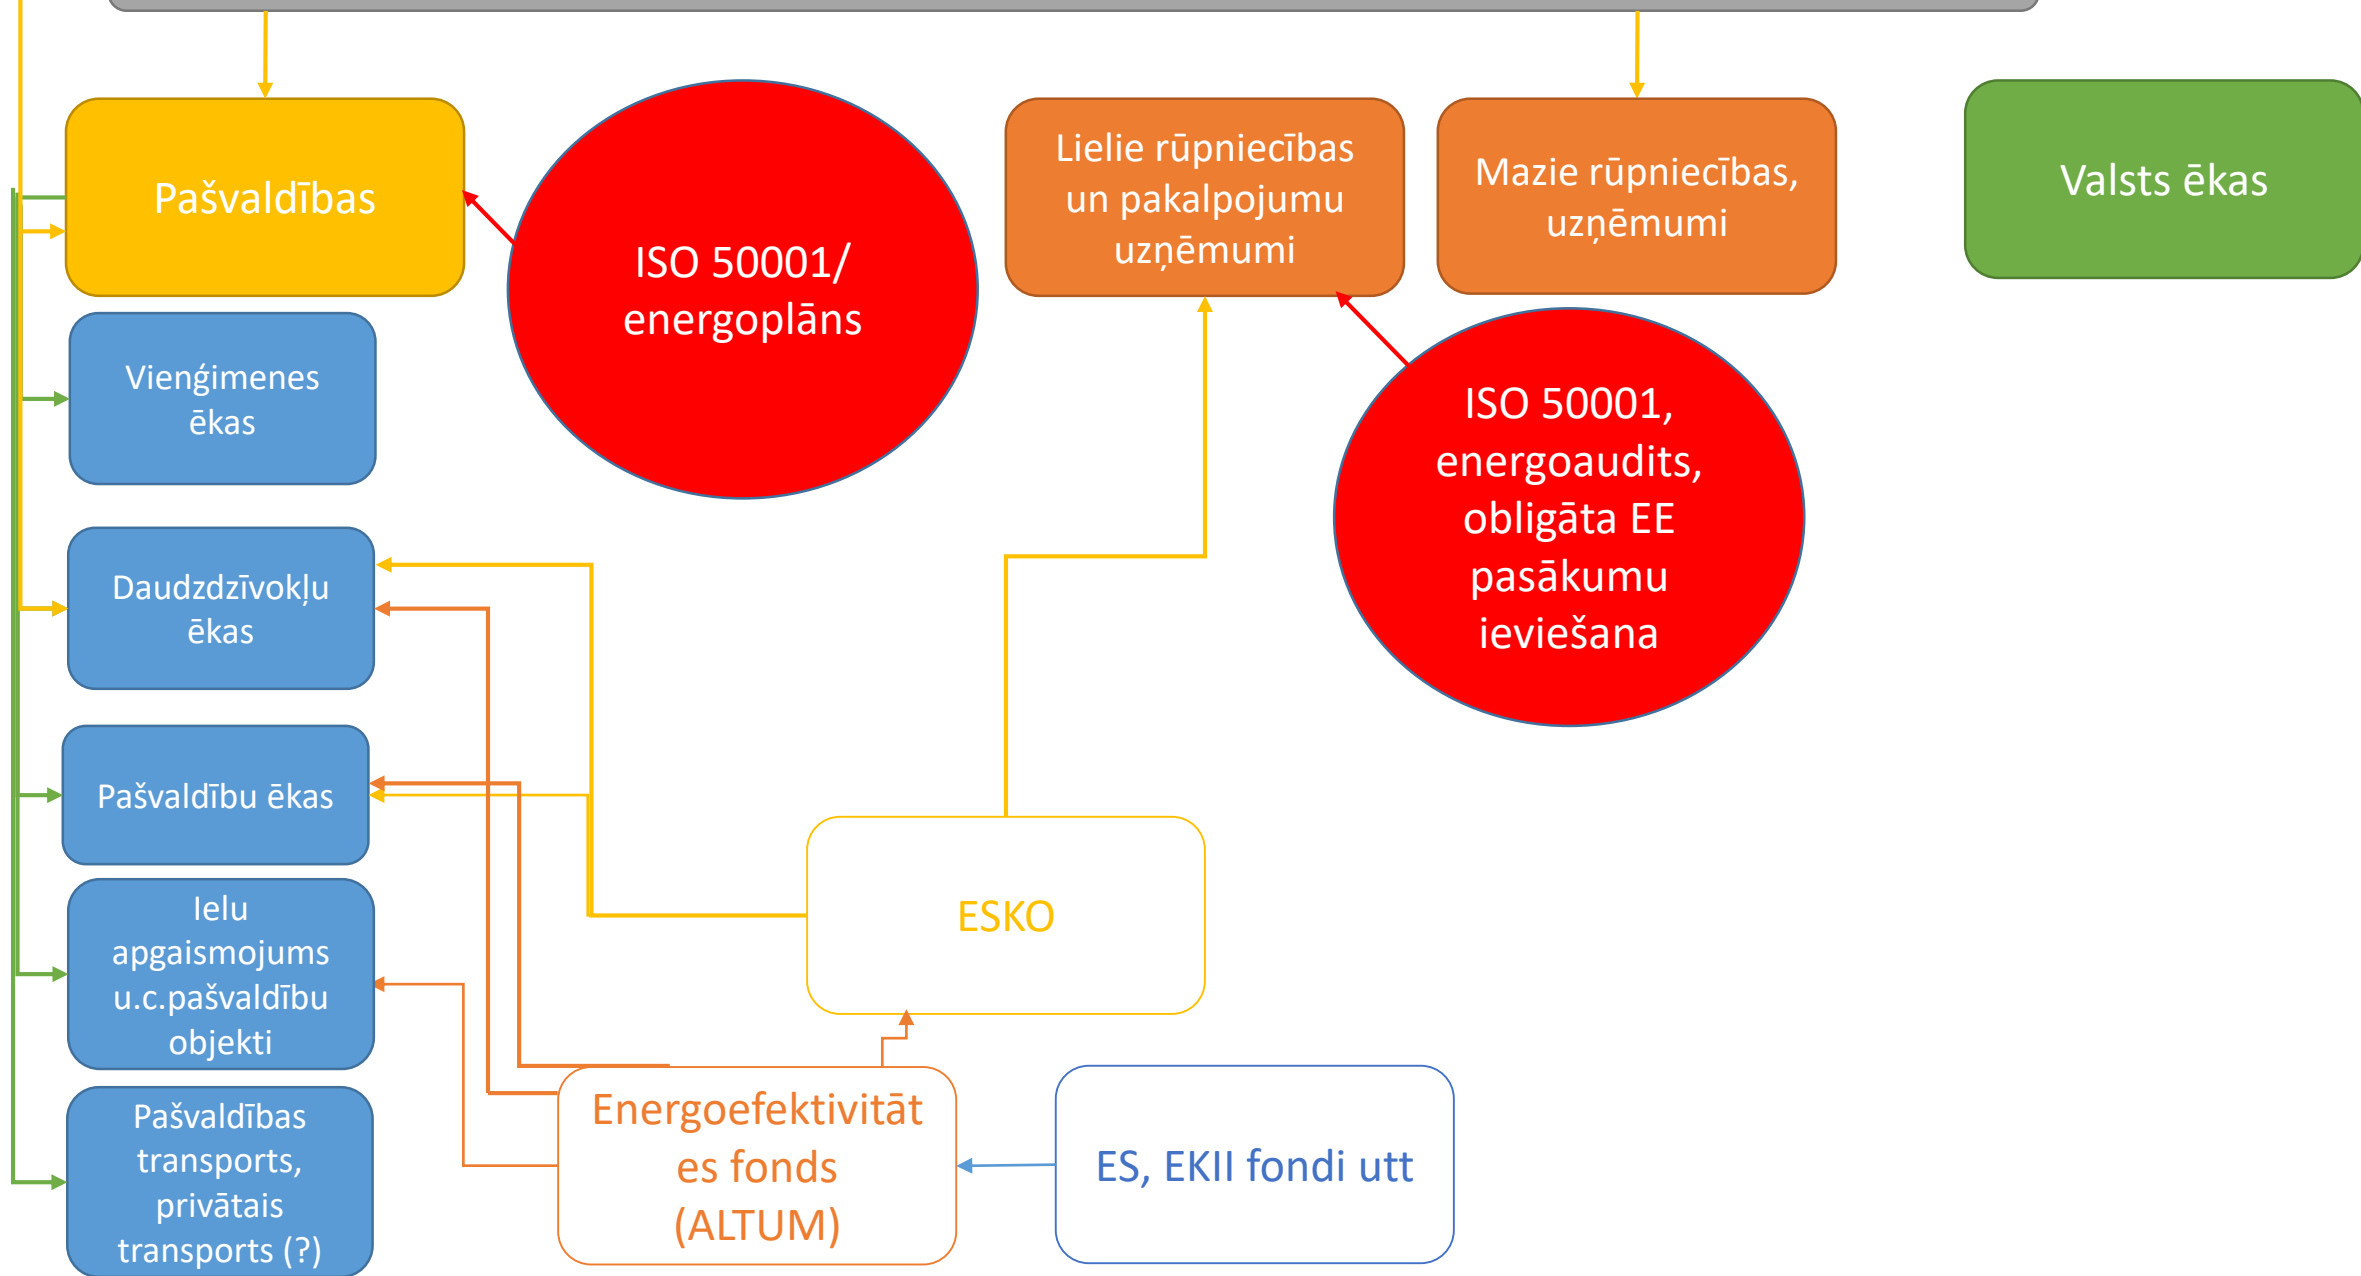 Pašvaldības
ISO 50001/
energoplāns
Lielie rūpniecības
un pakalpojumu
uzņēmumi
Mazie rūpniecības,
uzņēmumi
Valsts ēkas
Vienģimenes
ēkas
ISO 50001,
energoaudits,
obligāta EE
pasākumu
ieviešana
Daudzdzīvokļu
ēkas
Pašvaldību ēkas
Ielu
apgaismojums
u.c.pašvaldību
objekti
ESKO
Pašvaldības
transports,
privātais
transports (?)
Energoefektivitāt
es fonds
(ALTUM)
ES, EKII fondi utt